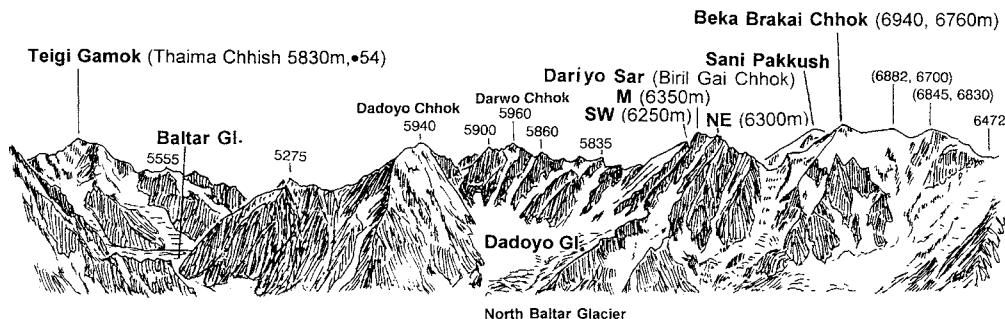 Beka Brakai Chhok (6940, 6760m)
Teigi Gamok (Thaima Chhish 5830m,•54)
Sani Pakkush
Dariyo Sar (Biril Gai Chhok)
(6882, 6700)
M (6350m)
(6845, 6830)
Dadoyo Chhok
Darwo Chhok
SW (6250m)
NE (6300m)
6472
Baltar Gl.
5940
5900
5960
5860
5835
5555
5275
Dadoyo Gl.
North Baltar Glacier